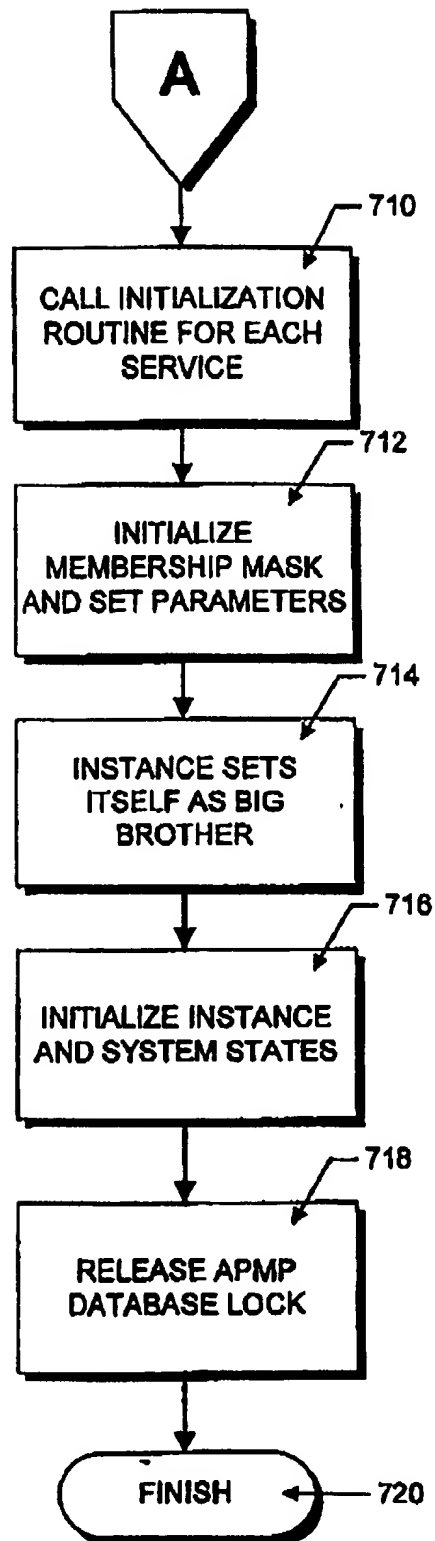 A
710
CALL INITIALIZATION
ROUTINE FOR EACH
SERVICE
712
INITIALIZE
MEMBERSHIP MASK
AND SET PARAMETERS
714
INSTANCE SETS
ITSELF AS BIG
BROTHER
716
INITIALIZE INSTANCE
AND SYSTEM STATES
718
RELEASE APMP
DATABASE LOCK
FINISH
720